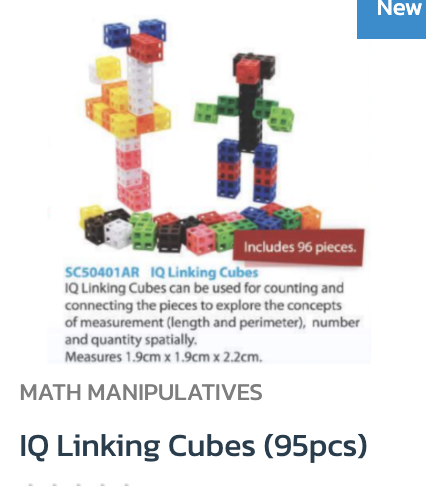 New
Includes 96 pieces.
SC50401AR IQ Linking Cubes
IQ Linking Cubes can be used for counting and
connecting the pieces to explore the concepts
of measurement (length and perimeter), number
and quantity spatially.
Measures 1.9cm x 1.9cm x 2.2cm.
MATH MANIPULATIVES
IQ Linking Cubes (95pcs)